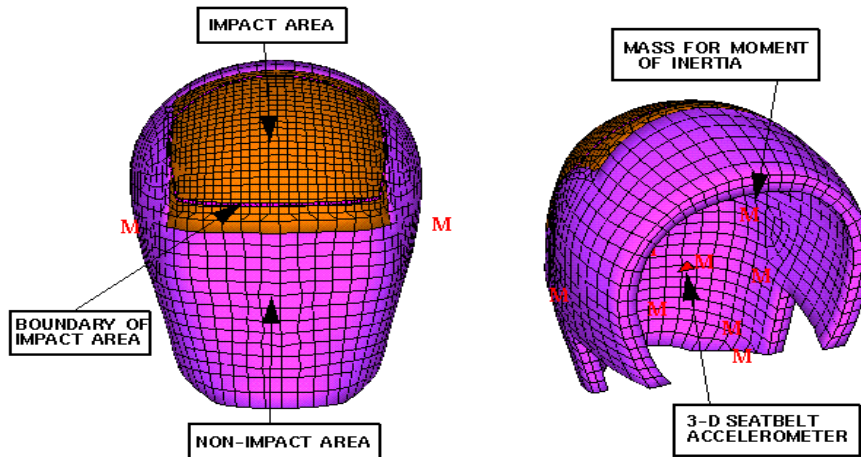 IMPACT AREA
MASS FOR MOMENT
OF INERTIA
M
M
M
M
M
M
M
M
M
BOUNDARY OF
IMPACT AREA
NON-IMPACT AREA
3-D SEATBELT
ACCELEROMETER